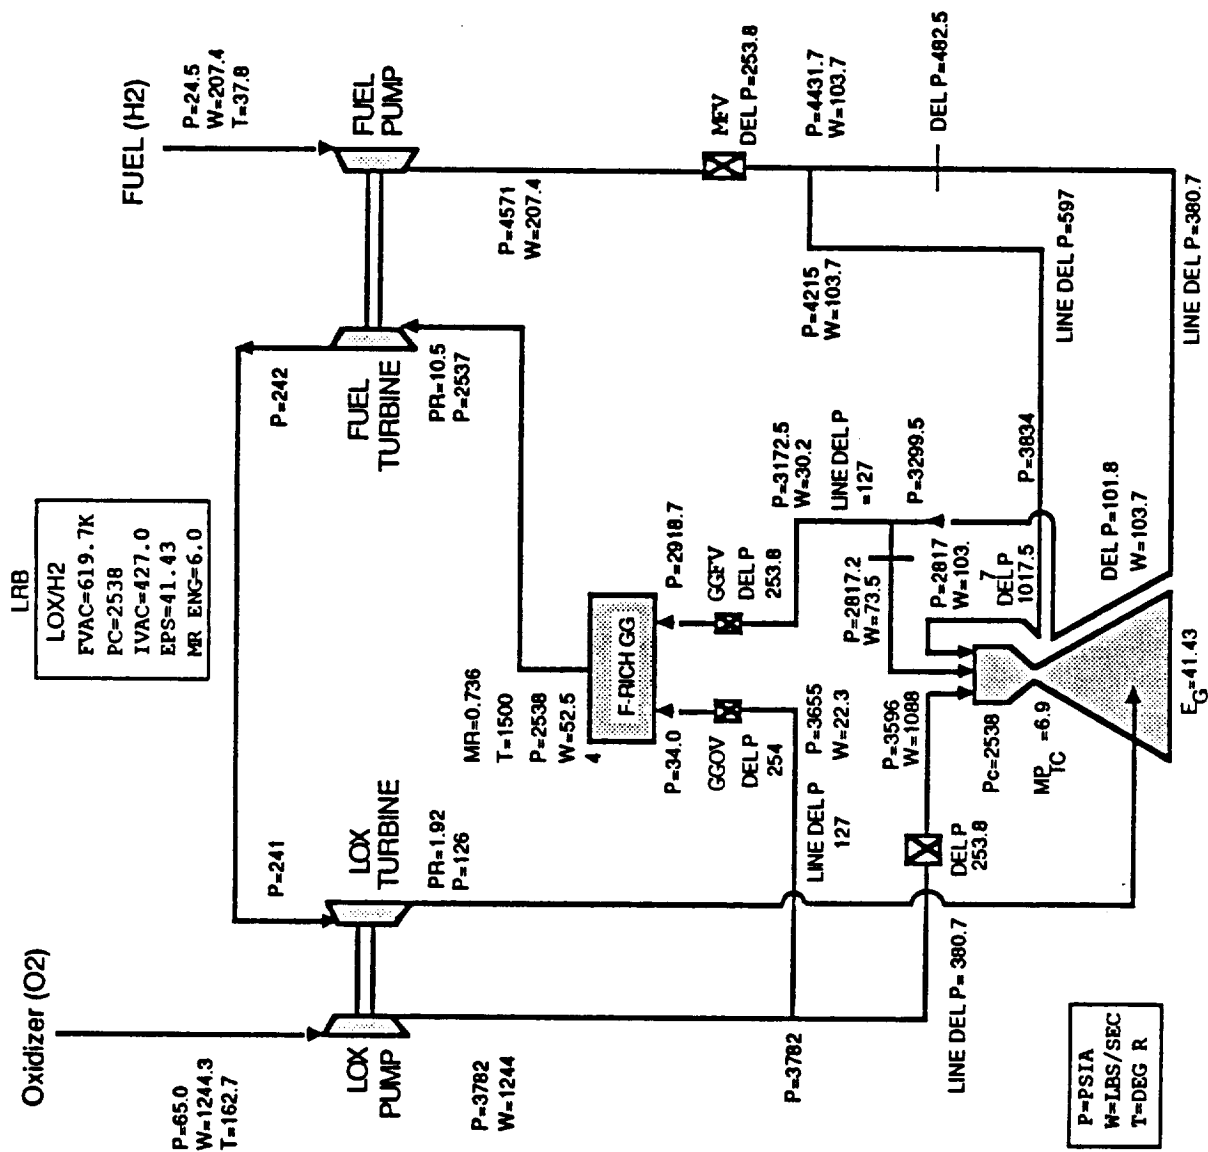 LRB
LOX/H2
FVAC=619.7K
PC=2538
IVAC=427.0
EPS=41.43
MR ENG=6.0
Oxidizer (O2)
P=65.0
W=1244.3
T=162.7
LOX
PUMP
P=3782
W=1244
P=3782
LINE DEL P= 380.7
P=241
LOX
TURBINE
PR=1.92
P=126
P=242
FUEL
TURBINE
PR=10.5
P=2537
FUEL (H2)
P=24.5
W=207.4
T=37.8
FUEL
PUMP
P=4571
W=207.4
MFV
DEL P=253.8
P=4431.7
W=103.7
DEL P=482.5
P=4215
W=103.7
LINE DEL P=597
LINE DEL P=380.7
MR=0.736
T=1500
P=2538
W=52.5
4
F-RICH GG
P=34.0
GGOV
DEL P
254
P=2918.7
GGFV
DEL P
253.8
P=3172.5
W=30.2
LINE DEL P
=127
P=3299.5
P=3834
P=2817.2
W=73.5
P=2817
W=103.
7
DEL P
1017.5
DEL P=101.8
W=103.7
P=3655
W=22.3
LINE DEL P
127
P=3596
W=1088
DEL P
253.8
Pc=2538
MP
TC
=6.9
E
G
=41.43
P=PSIA
W=LBS/SEC
T=DEG R